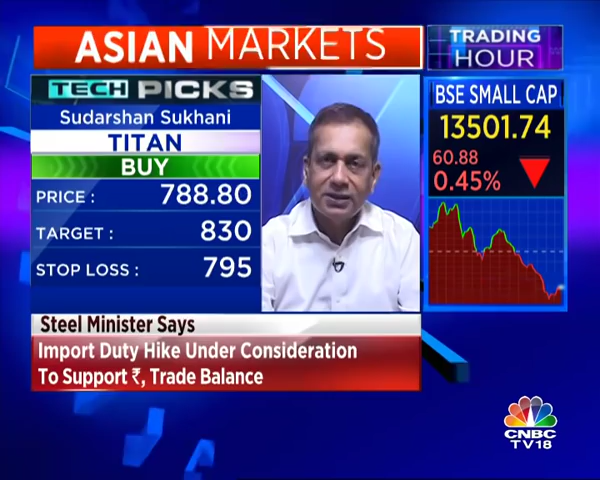 ASIAN MARKETS
TRADING HOUR
TECH PICKS
Sudarshan Sukhani
TITAN
BUY
PRICE : 788.80
TARGET : 830
STOP LOSS : 795
BSE SMALL CAP
13501.74
60.88
0.45%
Steel Minister Says
Import Duty Hike Under Consideration
To Support ₹, Trade Balance
CNBC
TV18